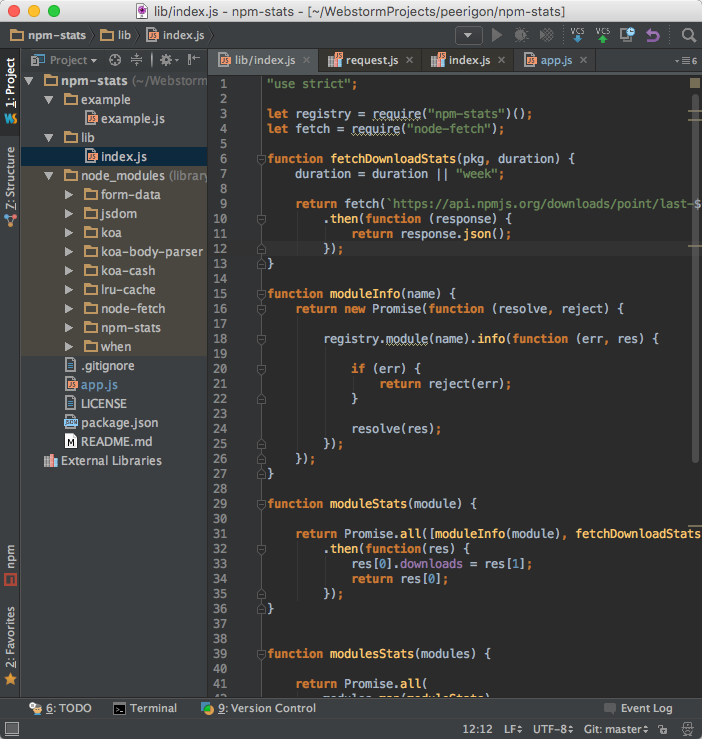 lib/index.js - npm-stats - [~/WebstormProjects/peerigon/npm-stats]
npm-stats lib index.js
VCS VCS
1: Project
7: Structure
npm
2: Favorites
Project
npm-stats (~/Webstorm
example
example.js
lib
index.js
node_modules (library
form-data
jsdom
koa
koa-body-parser
koa-cash
lru-cache
node-fetch
npm-stats
when
.gitignore
app.js
LICENSE
package.json
README.md
External Libraries
lib/index.js × request.js × index.js × app.js × 6
1 "use strict";
2
3 let registry = require("npm-stats")();
4 let fetch = require("node-fetch");
5
6 function fetchDownloadStats(pkg, duration) {
7 duration = duration || "week";
8
9 return fetch(`https://api.npmjs.org/downloads/point/last-$
10 .then(function (response) {
11 return response.json();
12 });
13 }
14
15 function moduleInfo(name) {
16 return new Promise(function (resolve, reject) {
17
18 registry.module(name).info(function (err, res) {
19
20 if (err) {
21 return reject(err);
22 }
23
24 resolve(res);
25 });
26 });
27 }
28
29 function moduleStats(module) {
30
31 return Promise.all([moduleInfo(module), fetchDownloadStats
32 .then(function(res) {
33 res[0].downloads = res[1];
34 return res[0];
35 });
36 }
37
38
39 function modulesStats(modules) {
40
41 return Promise.all(
6: TODO Terminal 9: Version Control Event Log
12:12 LF UTF-8 Git: master